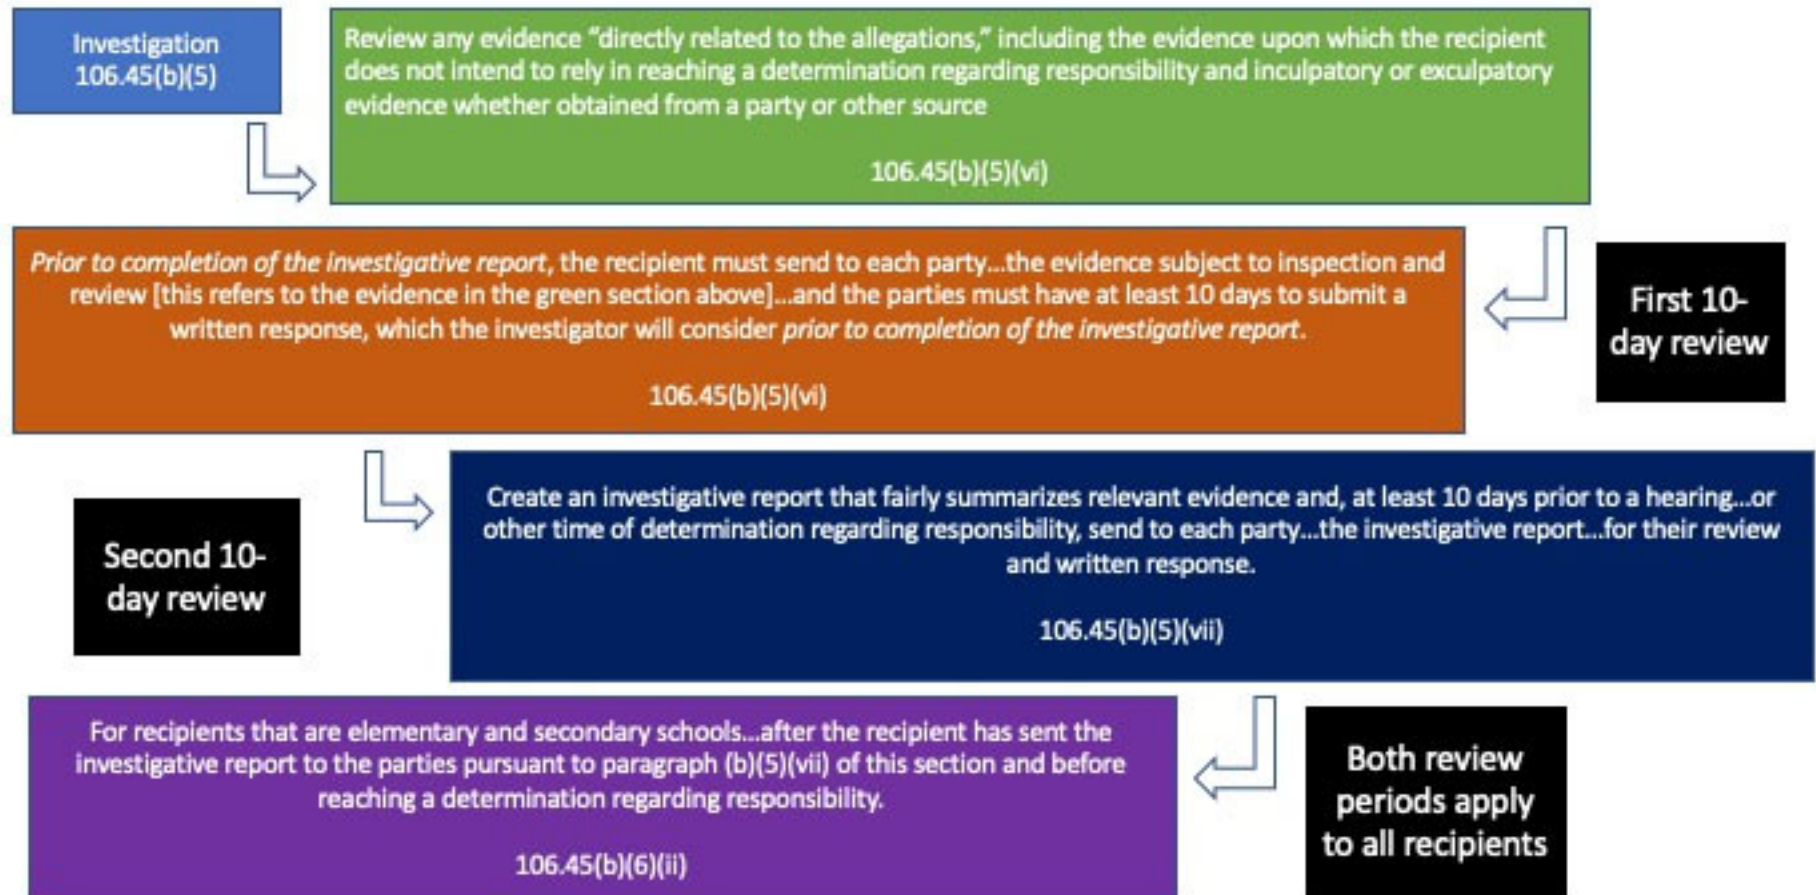 Investigation
106.45(b)(5)
Review any evidence “directly related to the allegations,” including the evidence upon which the recipient
does not intend to rely in reaching a determination regarding responsibility and inculpatory or exculpatory
evidence whether obtained from a party or other source
106.45(b)(5)(vi)
Prior to completion of the investigative report, the recipient must send to each party...the evidence subject to inspection and
review [this refers to the evidence in the green section above]...and the parties must have at least 10 days to submit a
written response, which the investigator will consider prior to completion of the investigative report.
106.45(b)(5)(vi)
First 10-
day review
Second 10-
day review
Create an investigative report that fairly summarizes relevant evidence and, at least 10 days prior to a hearing...or
other time of determination regarding responsibility, send to each party...the investigative report...for their review
and written response.
106.45(b)(5)(vii)
For recipients that are elementary and secondary schools...after the recipient has sent the
investigative report to the parties pursuant to paragraph (b)(5)(vii) of this section and before
reaching a determination regarding responsibility.
106.45(b)(6)(ii)
Both review
periods apply
to all recipients